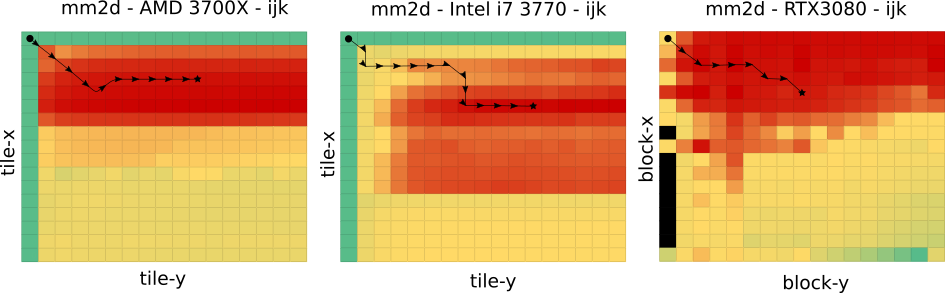 mm2d - AMD 3700X - ijk
mm2d - Intel i7 3770 - ijk
mm2d - RTX3080 - ijk
tile-x
tile-x
block-x
tile-y
tile-y
block-y